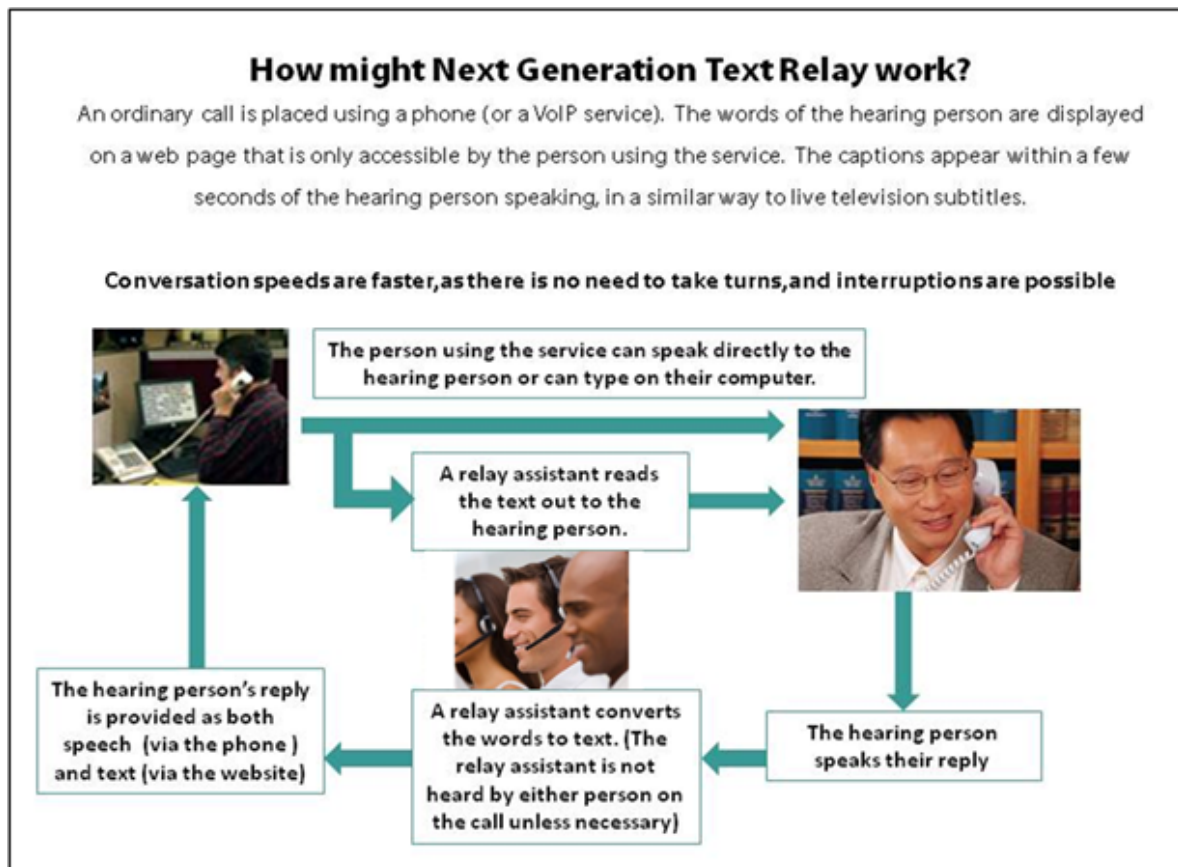 How might Next Generation Text Relay work?
An ordinary call is placed using a phone (or a VoIP service). The words of the hearing person are displayed
on a web page that is only accessible by the person using the service. The captions appear within a few
seconds of the hearing person speaking, in a similar way to live television subtitles.
Conversation speeds are faster, as there is no need to take turns, and interruptions are possible
The person using the service can speak directly to the
hearing person or can type on their computer.
A relay assistant reads
the text out to the
hearing person.
The hearing person
speaks their reply
A relay assistant converts
the words to text. (The
relay assistant is not
heard by either person on
the call unless necessary)
The hearing person's reply
is provided as both
speech (via the phone )
and text (via the website)